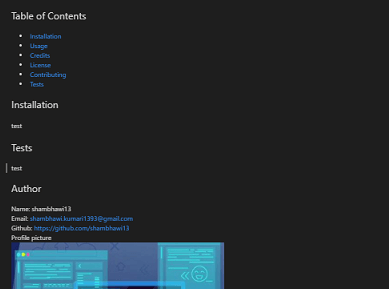 Table of Contents
Installation
Usage
Credits
License
Contributing
Tests
Installation
test
Tests
test
Author
Name: shambhawi13
Email: shambhawi.kumari1393@gmail.com
Github: https://github.com/shambhawi13
Profile picture